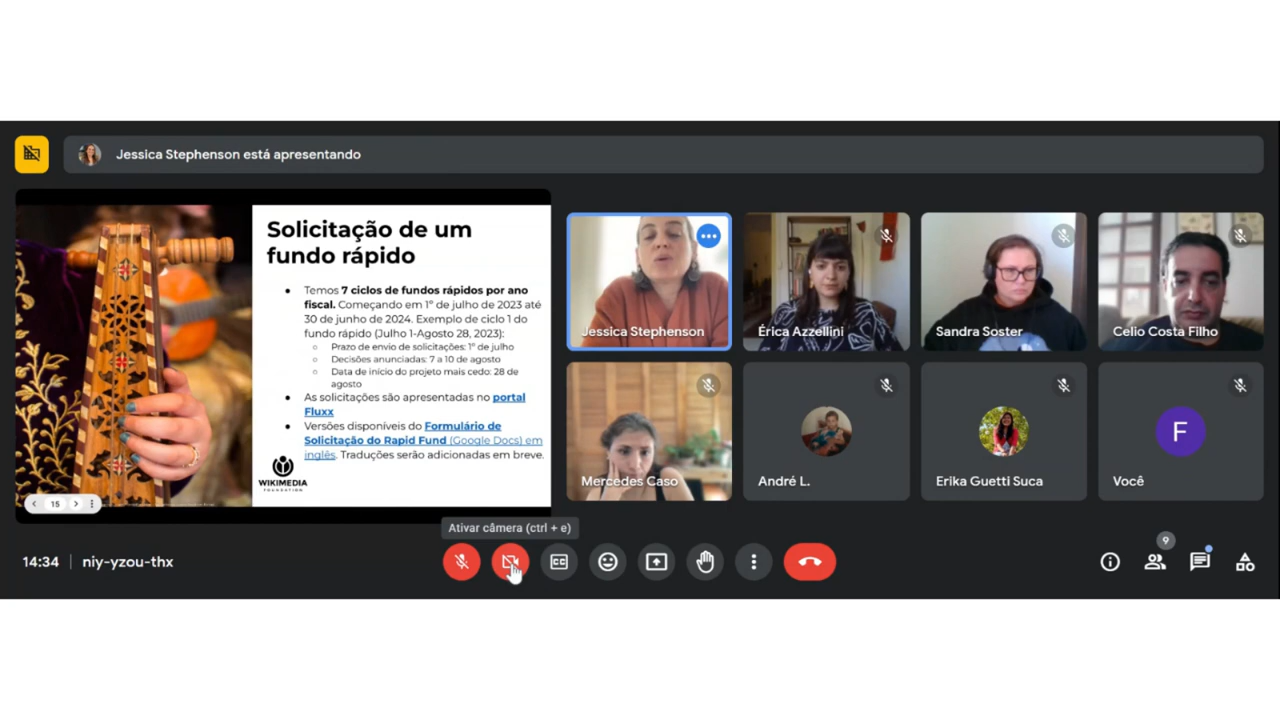 Jessica Stephenson está apresentando
Solicitação de um
fundo rápido
Temos 7 ciclos de fundos rápidos por ano
fiscal. Começando em 1º de julho de 2023 até
30 de junho de 2024. Exemplo de ciclo 1 do
fundo rápido (Julho 1-Agosto 28, 2023):
Prazo de envio de solicitações: 1º de julho
Decisões anunciadas: 7 a 10 de agosto
Data de início do projeto mais cedo: 28 de
agosto
As solicitações são apresentadas no portal
Fluxx
Versões disponíveis do Formulário de
Solicitação do Rapid Fund (Google Docs) em
inglês. Traduções serão adicionadas em breve.
WIKIMEDIA
FOUNDATION
15
Jessica Stephenson
Érica Azzellini
Sandra Soster
Celio Costa Filho
Mercedes Caso
André L.
Erika Guetti Suca
F
Você
Ativar câmera (ctrl + e)
14:34 | niy-yzou-thx
CC
9